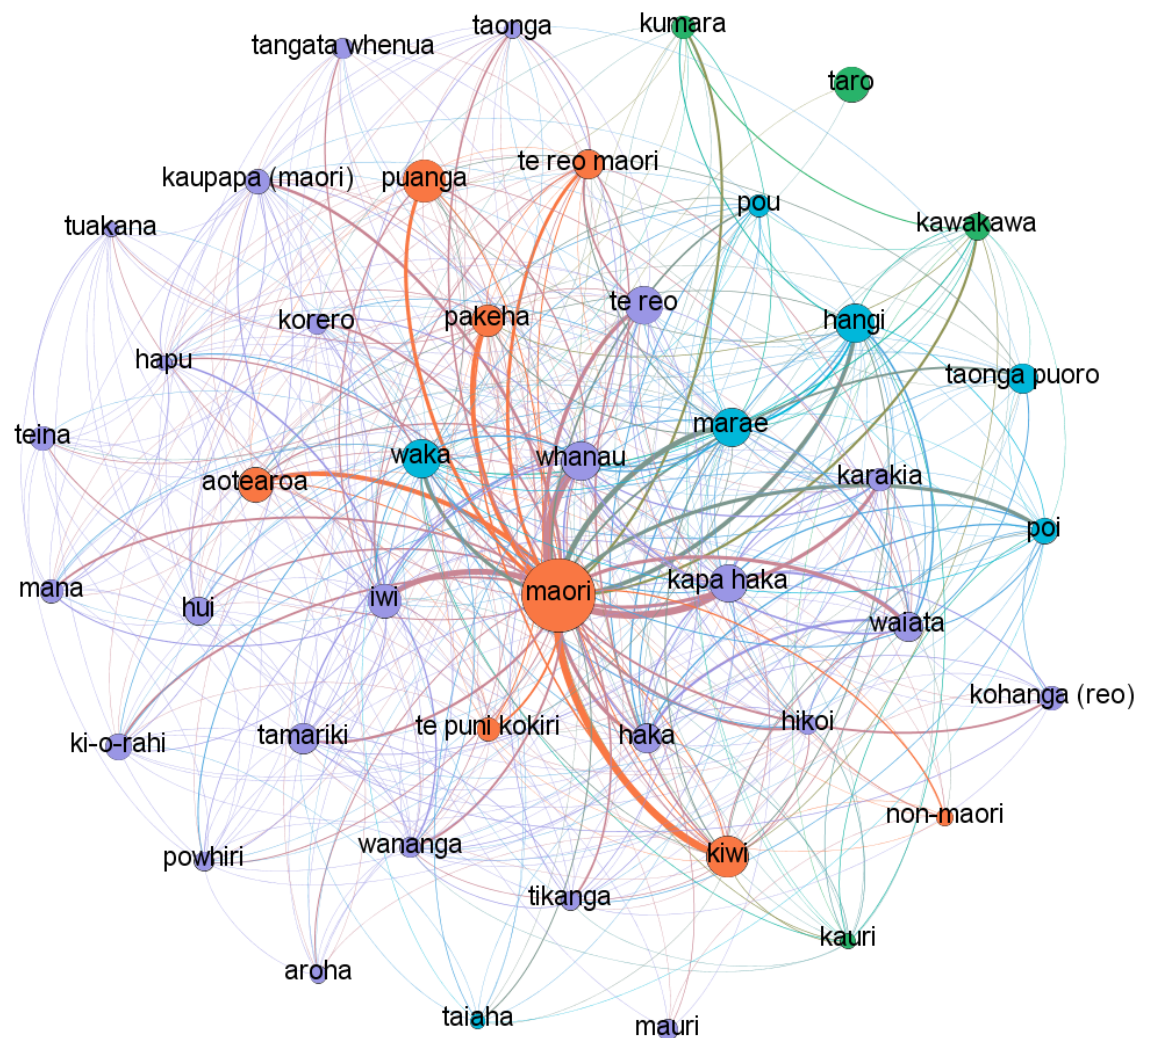 taonga
kumara
tangata whenua
taro
te reo maori
kaupapa (maori)
puanga
pou
tuakana
kawakawa
te reo
korero
pakeha
hangi
hapu
taonga puoro
marae
teina
waka
whanau
aotearoa
karakia
poi
mana
hui
iwi
maori
kapa haka
waiata
kohanga (reo)
ki-o-rahi
tamariki
te puni kokiri
haka
hikoi
non-maori
powhiri
wananga
kiwi
tikanga
kauri
aroha
taiaha
mauri